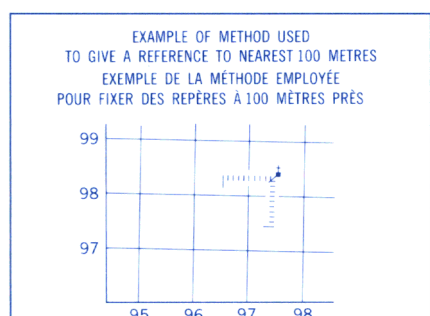 EXAMPLE OF METHOD USED
TO GIVE A REFERENCE TO NEAREST 100 METRES
EXEMPLE DE LA MÉTHODE EMPLOYÉE
POUR FIXER DES REPÈRES À 100 MÈTRES PRÈS
99
98
97
95 96 97 98